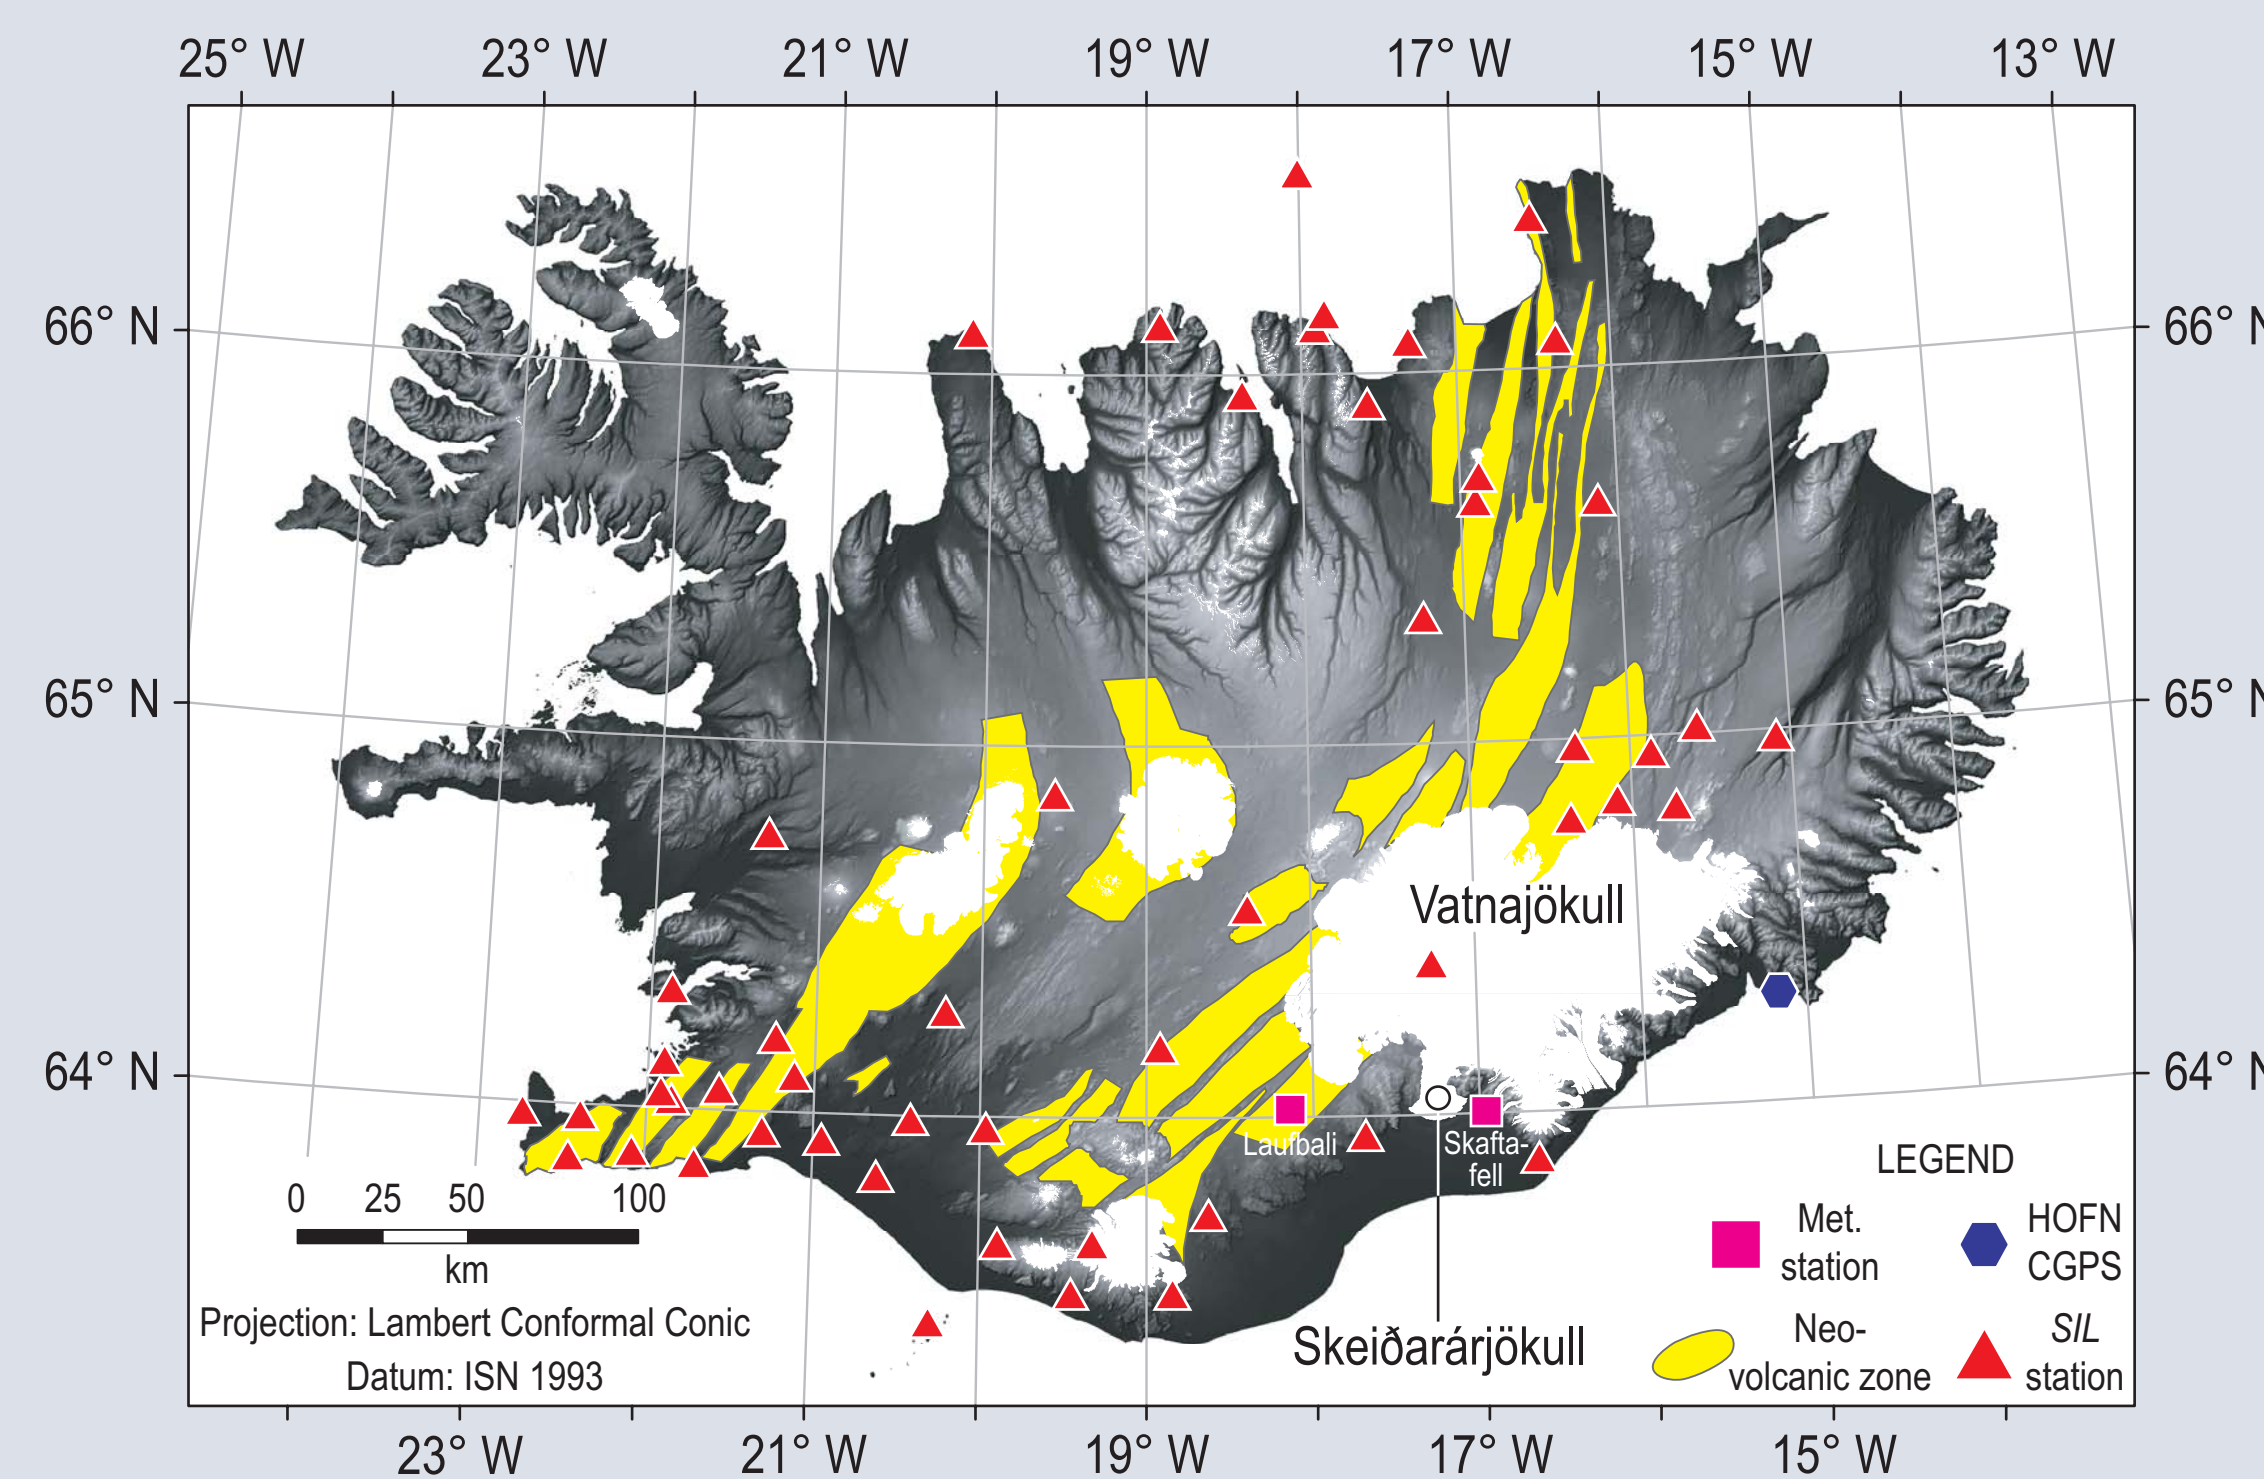 25° W 23° W 21° W 19° W 17° W 15° W 13° W
66° N 66° N
65° N 65° N
Vatnajökull
64° N 64° N
Laufbali
Skafta-
fell
LEGEND
Met.
station
HOFN
CGPS
Neo-
volcanic zone
SIL
station
0 25 50 100
km
Projection: Lambert Conformal Conic
Datum: ISN 1993
Skeiðarárjökull
23° W 21° W 19° W 17° W 15° W